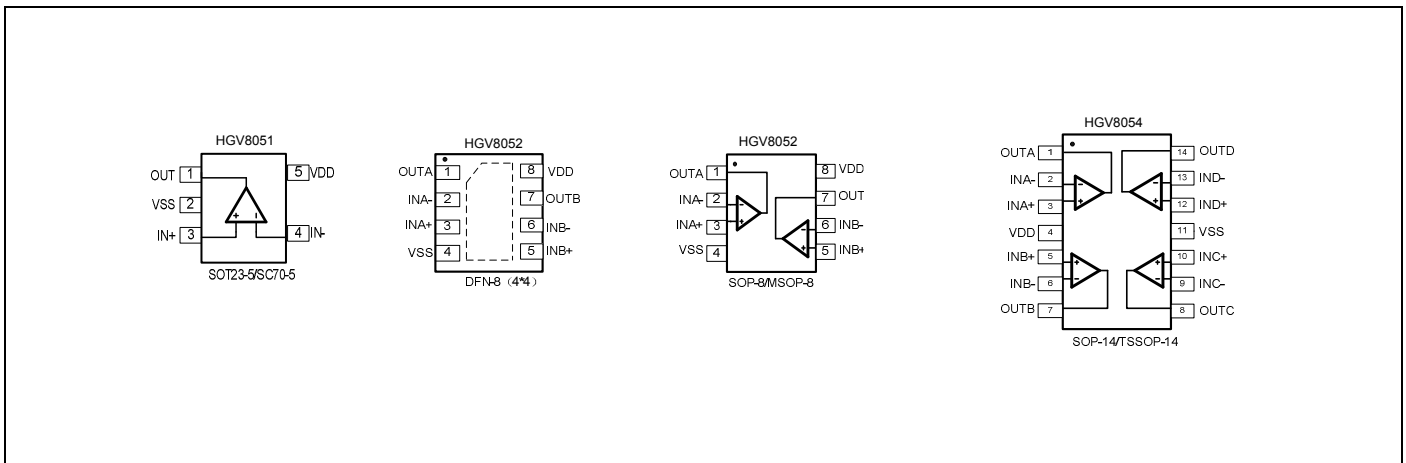 HGV8051
OUT 1
5 VDD
VSS 2
IN+ 3
4 IN-
SOT23-5/SC70-5
HGV8052
OUTA 1
8 VDD
INA- 2
7 OUTB
INA+ 3
6 INB-
VSS 4
5 INB+
DFN-8（4*4）
HGV8052
OUTA 1
8 VDD
INA- 2
7 OUT
INA+ 3
6 INB-
VSS 4
5 INB+
SOP-8/MSOP-8
HGV8054
OUTA 1
14 OUTD
INA- 2
13 IND-
INA+ 3
12 IND+
VDD 4
11 VSS
INB+ 5
10 INC+
INB- 6
9 INC-
OUTB 7
8 OUTC
SOP-14/TSSOP-14